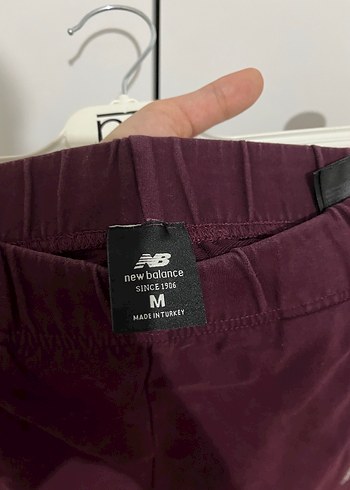 NB
new balance
SINCE 1906
M
MADE IN TURKEY